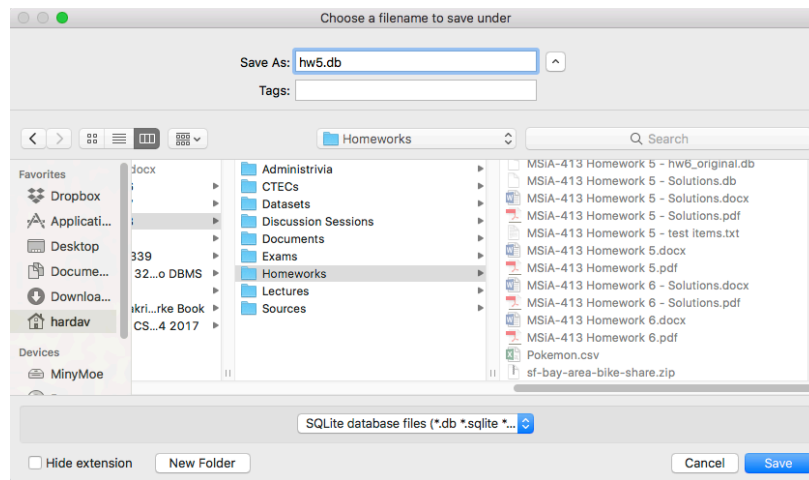 Choose a filename to save under
Save As: hw5.db
Tags:
Homeworks
Search
Favorites
Dropbox
Applicati...
Desktop
Docume...
Downloa...
hardav
Devices
MinyMoe
docx
339
32...o DBMS
akri...rke Book
CS...4 2017
Administrivia
CTECs
Datasets
Discussion Sessions
Documents
Exams
Homeworks
Lectures
Sources
MSiA-413 Homework 5 - hw6_original.db
MSiA-413 Homework 5 - Solutions.db
MSiA-413 Homework 5 - Solutions.docx
MSiA-413 Homework 5 - Solutions.pdf
MSiA-413 Homework 5 - test items.txt
MSiA-413 Homework 5.docx
MSiA-413 Homework 5.pdf
MSiA-413 Homework 6 - Solutions.docx
MSiA-413 Homework 6 - Solutions.pdf
MSiA-413 Homework 6.docx
MSiA-413 Homework 6.pdf
Pokemon.csv
sf-bay-area-bike-share.zip
SQLite database files (*.db *.sqlite *...
Hide extension
New Folder
Cancel
Save